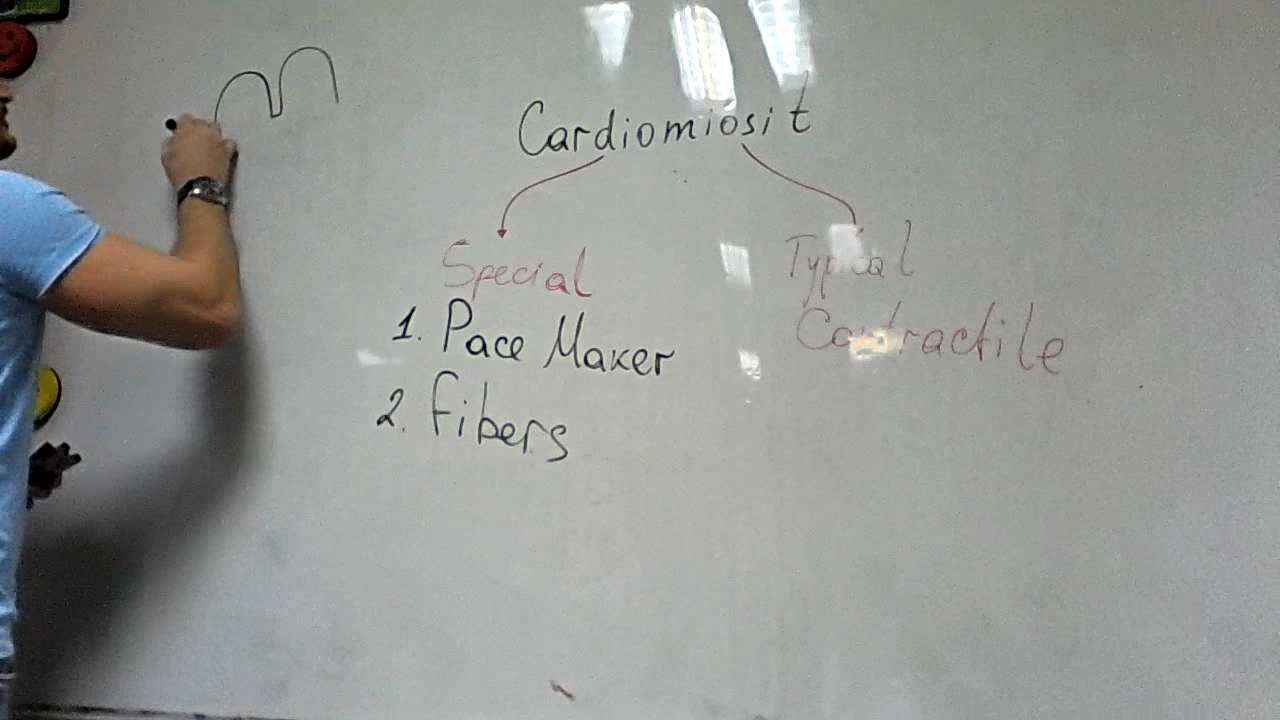 Cardiomiosit
Special
Typical
1. Pace Maker
Contractile
2. Fibers